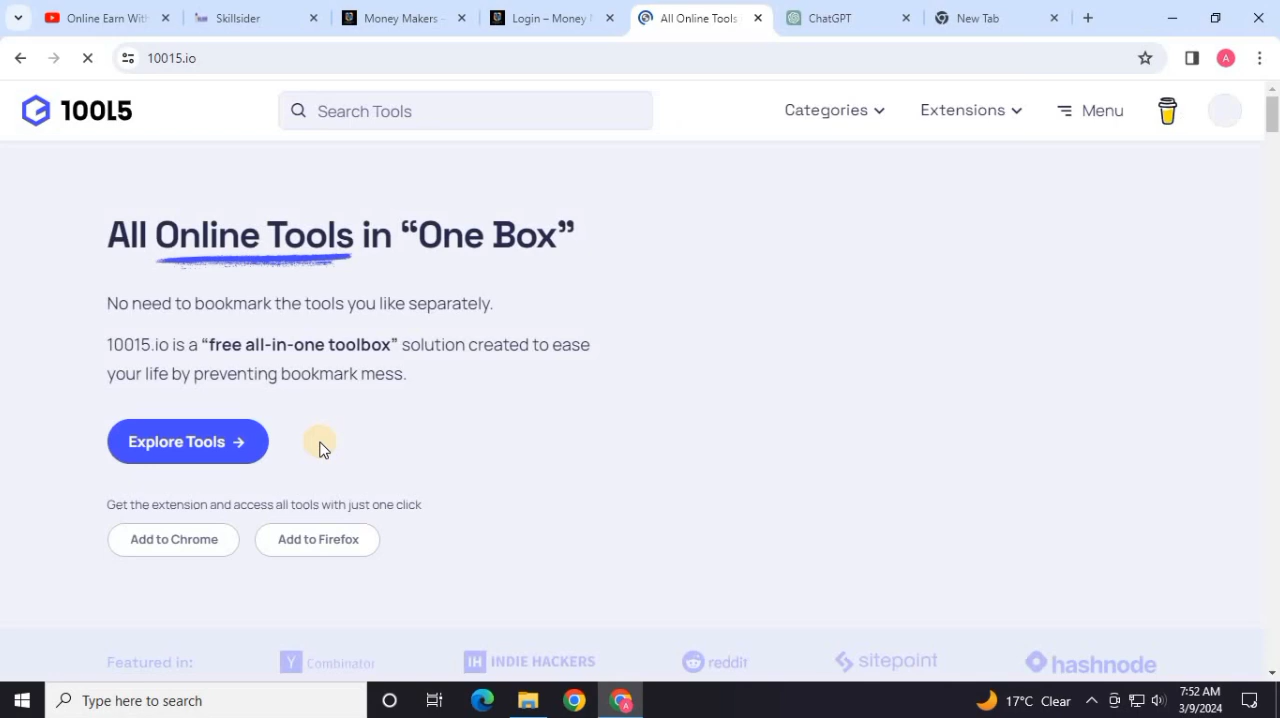 Online Earn With
Skillsider
Money Makers –
Login – Money M
All Online Tools
ChatGPT
New Tab
10015.io
A
10015
Search Tools
Categories
Extensions
Menu
All Online Tools in “One Box”
No need to bookmark the tools you like separately.
10015.io is a “free all-in-one toolbox” solution created to ease
your life by preventing bookmark mess.
Explore Tools →
Get the extension and access all tools with just one click
Add to Chrome
Add to Firefox
Featured in:
Y Combinator
IH INDIE HACKERS
reddit
sitepoint
hashnode
Type here to search
A
17°C Clear
7:52 AM
3/9/2024